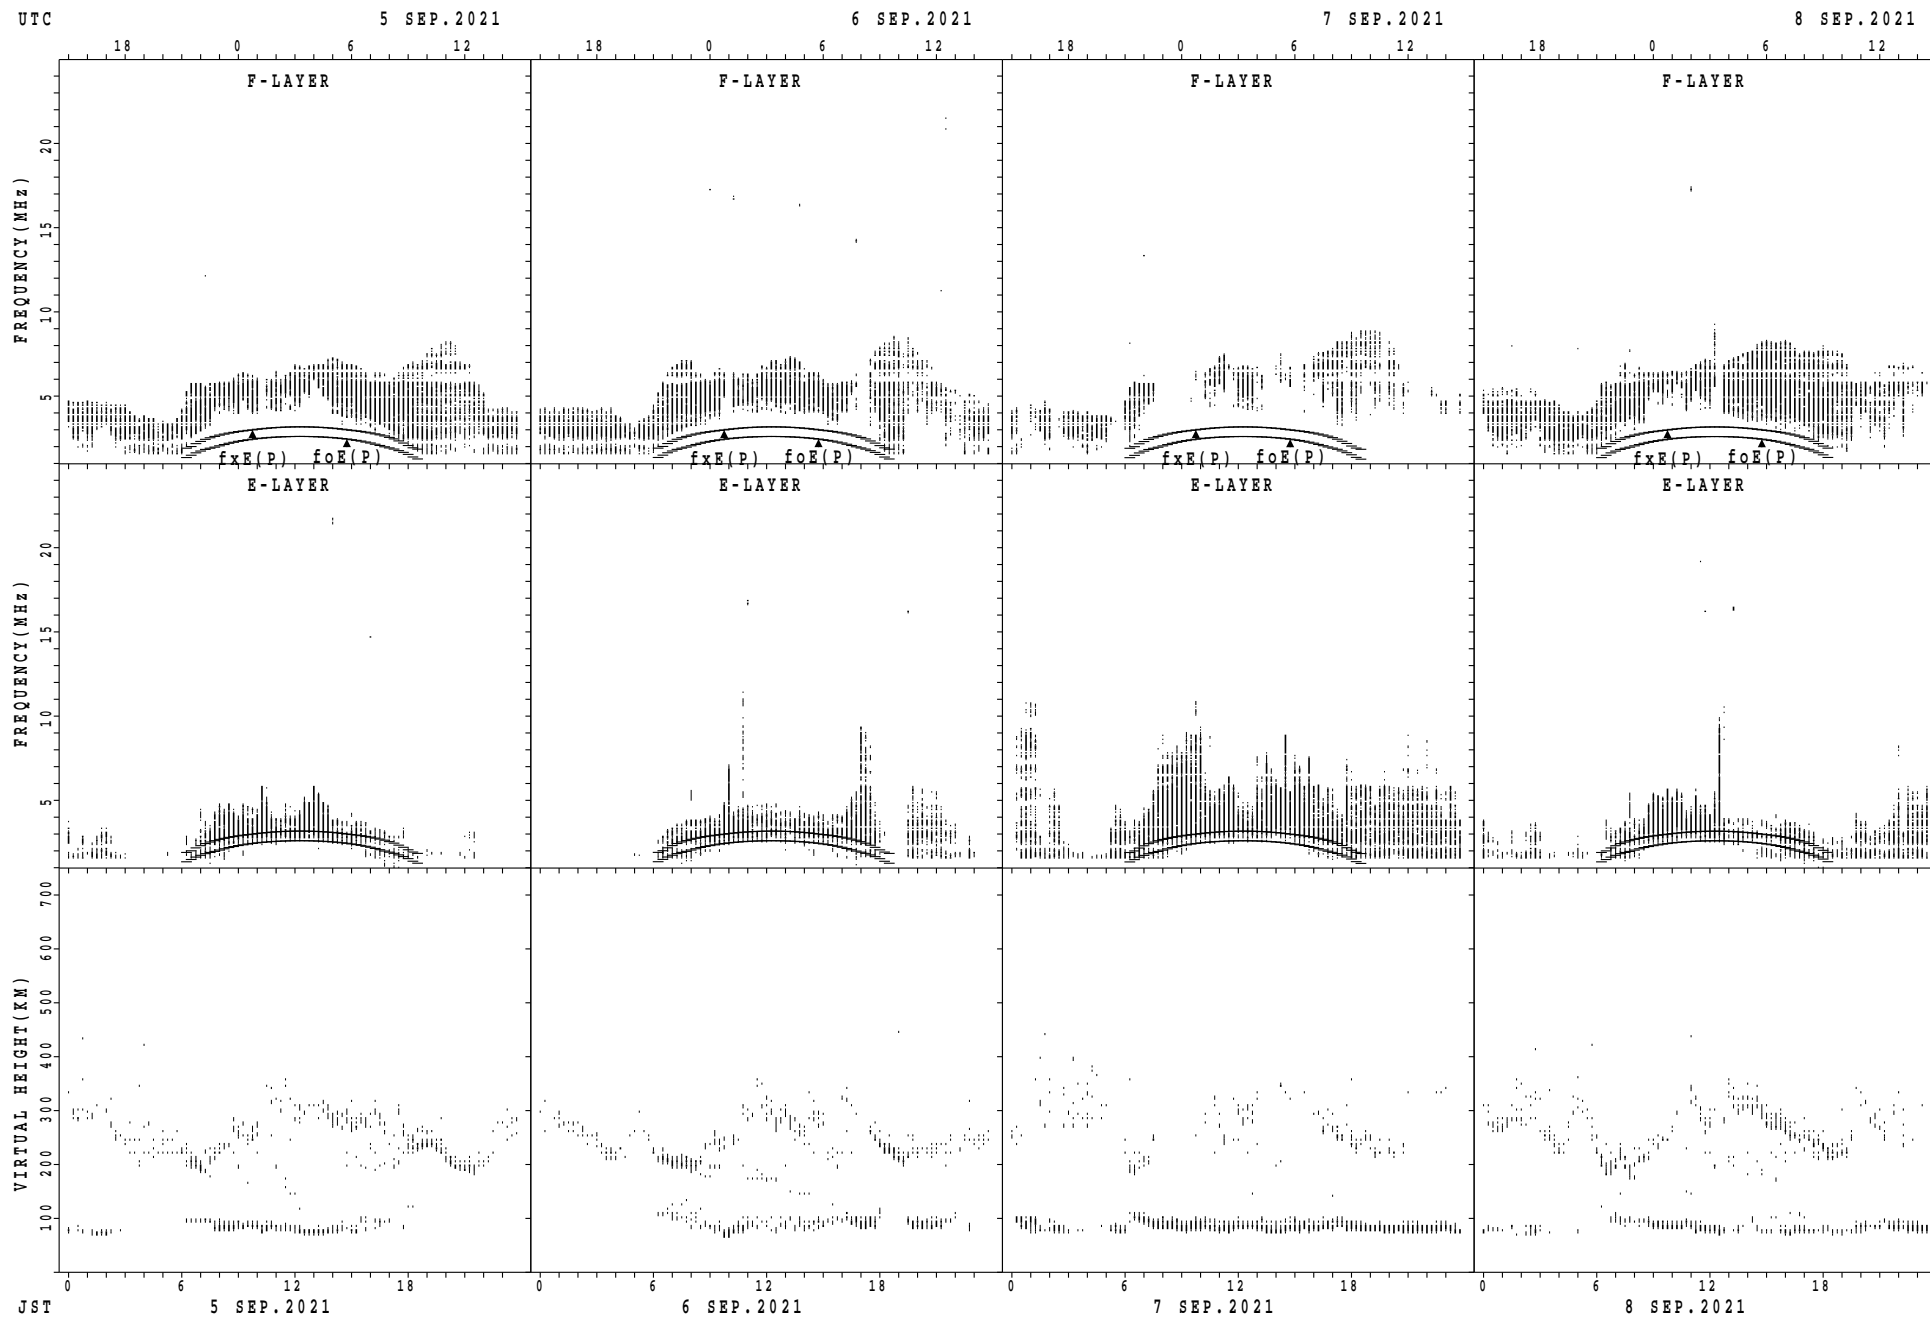 UTC 5 SEP.2021 6 SEP.2021 7 SEP.2021 8 SEP.2021
18 0 6 12 18 0 6 12 18 0 6 12 18 0 6 12
F-LAYER F-LAYER F-LAYER F-LAYER
FREQUENCY(MHz)
20
15
10
5
fxE(P) foE(P) fxE(P) foE(P) fxE(P) foE(P) fxE(P) foE(P)
E-LAYER E-LAYER E-LAYER E-LAYER
FREQUENCY(MHz)
20
15
10
5
VIRTUAL HEIGHT(KM)
700
600
500
400
300
200
100
0 6 12 18 0 6 12 18 0 6 12 18 0 6 12 18
JST 5 SEP.2021 6 SEP.2021 7 SEP.2021 8 SEP.2021